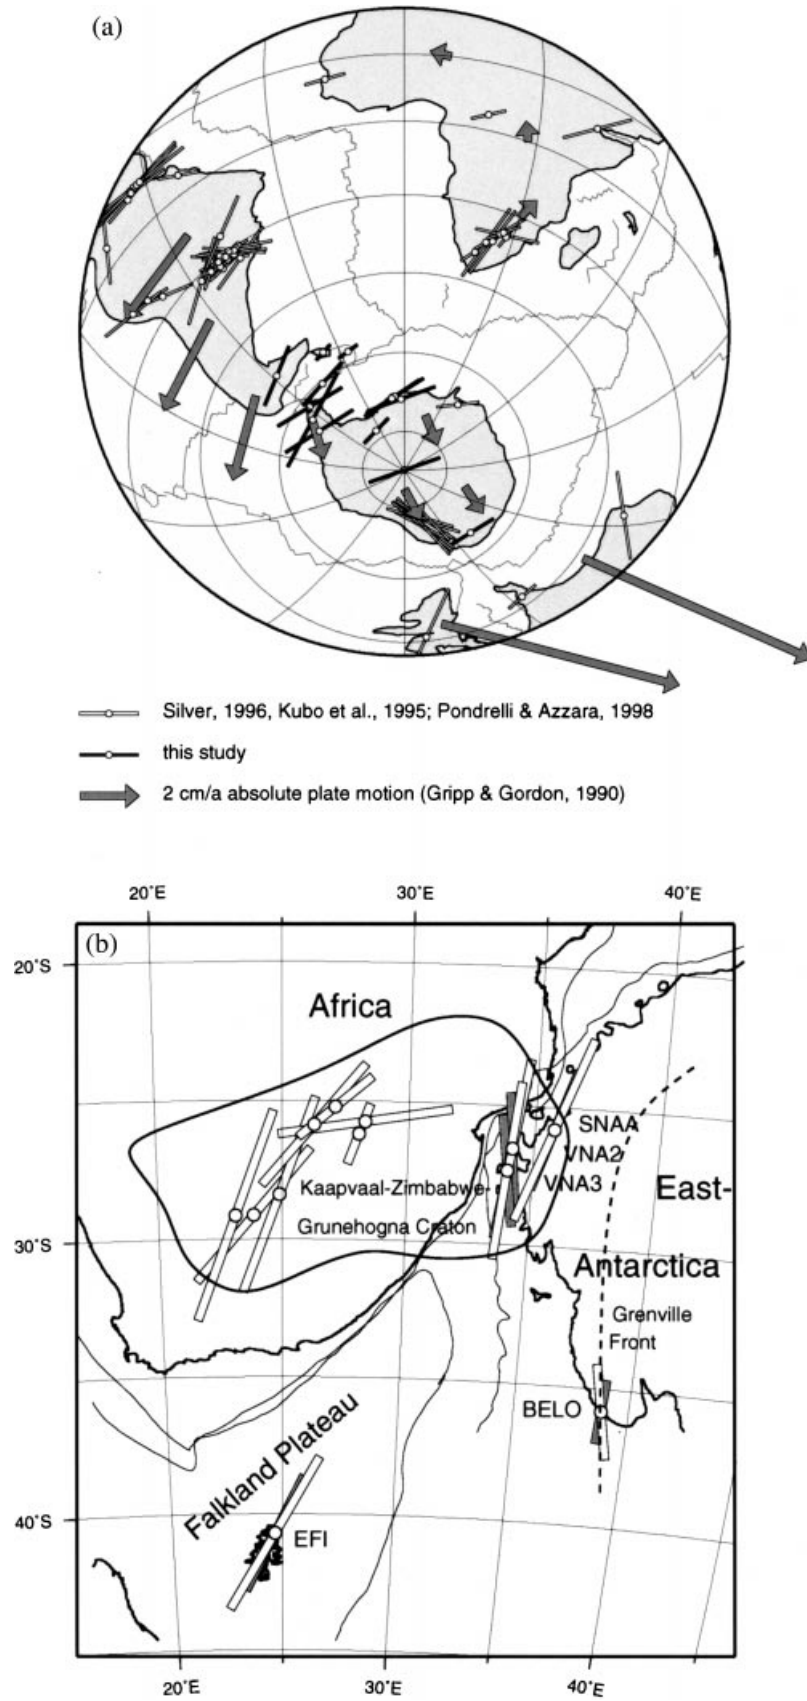 (a)
Silver, 1996, Kubo et al., 1995; Pondrelli & Azzara, 1998
this study
2 cm/a absolute plate motion (Gripp & Gordon, 1990)
20°E 30°E 40°E
(b)
20°S
Africa
SNAA
VNA2
VNA3
Kaapvaal-Zimbabwe-
East-
Grunehogna Craton
30°S
Antarctica
Grenville
Front
BELO
Falkland Plateau
40°S
EFI
20°E 30°E 40°E